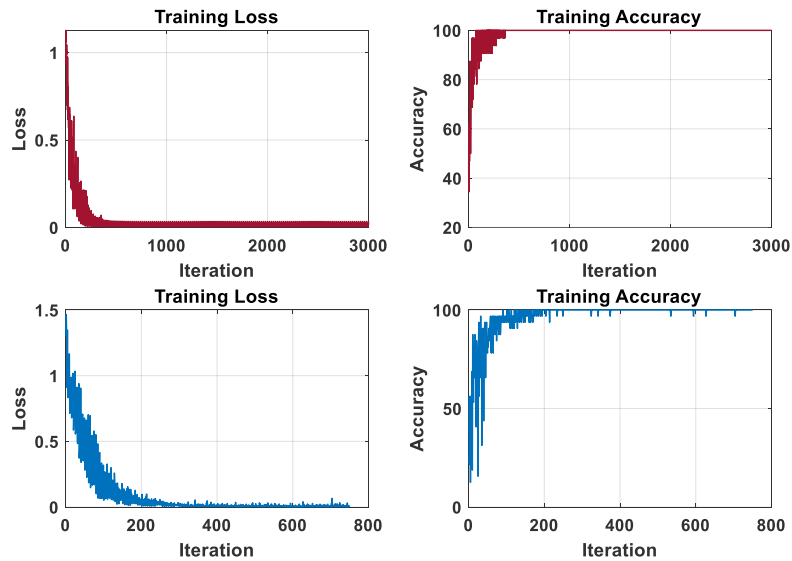 Training Loss
Loss
1
0.5
0
0 1000 2000 3000
Iteration
Training Accuracy
Accuracy
100
80
60
40
20
0 1000 2000 3000
Iteration
Training Loss
Loss
1.5
1
0.5
0
0 200 400 600 800
Iteration
Training Accuracy
Accuracy
100
50
0
0 200 400 600 800
Iteration